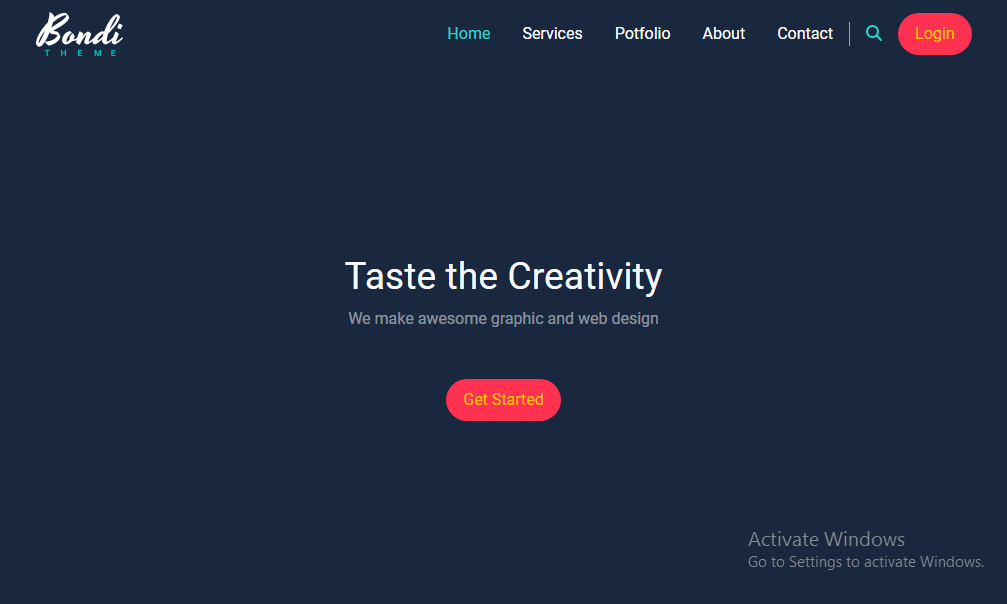 Bondi
THEME
Home Services Potfolio About Contact Login
Taste the Creativity
We make awesome graphic and web design
Get Started
Activate Windows
Go to Settings to activate Windows.